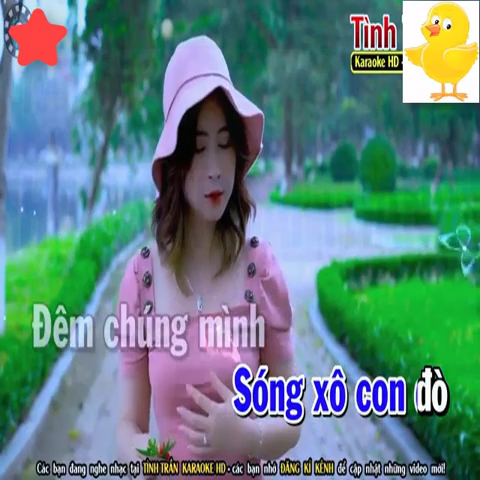 Tình
Karaoke HD -
Đêm chúng mình
Sóng xô con đò
Các bạn đang nghe nhạc tại TÌNH TRẦN KARAOKE HD - các bạn nhớ ĐĂNG KÍ KÊNH để cập nhật những video mới!